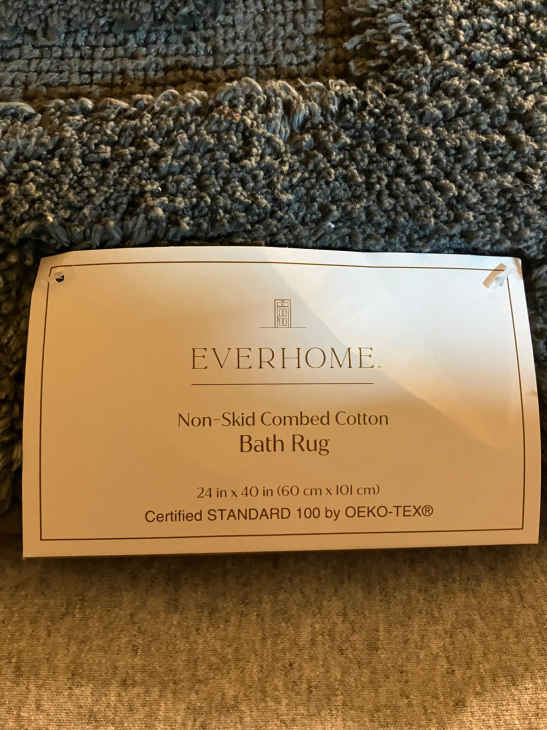 EVERHOME.
Non-Skid Combed Cotton
Bath Rug
24 in x 40 in (60 cm x 101 cm)
Certified STANDARD 100 by OEKO-TEX®